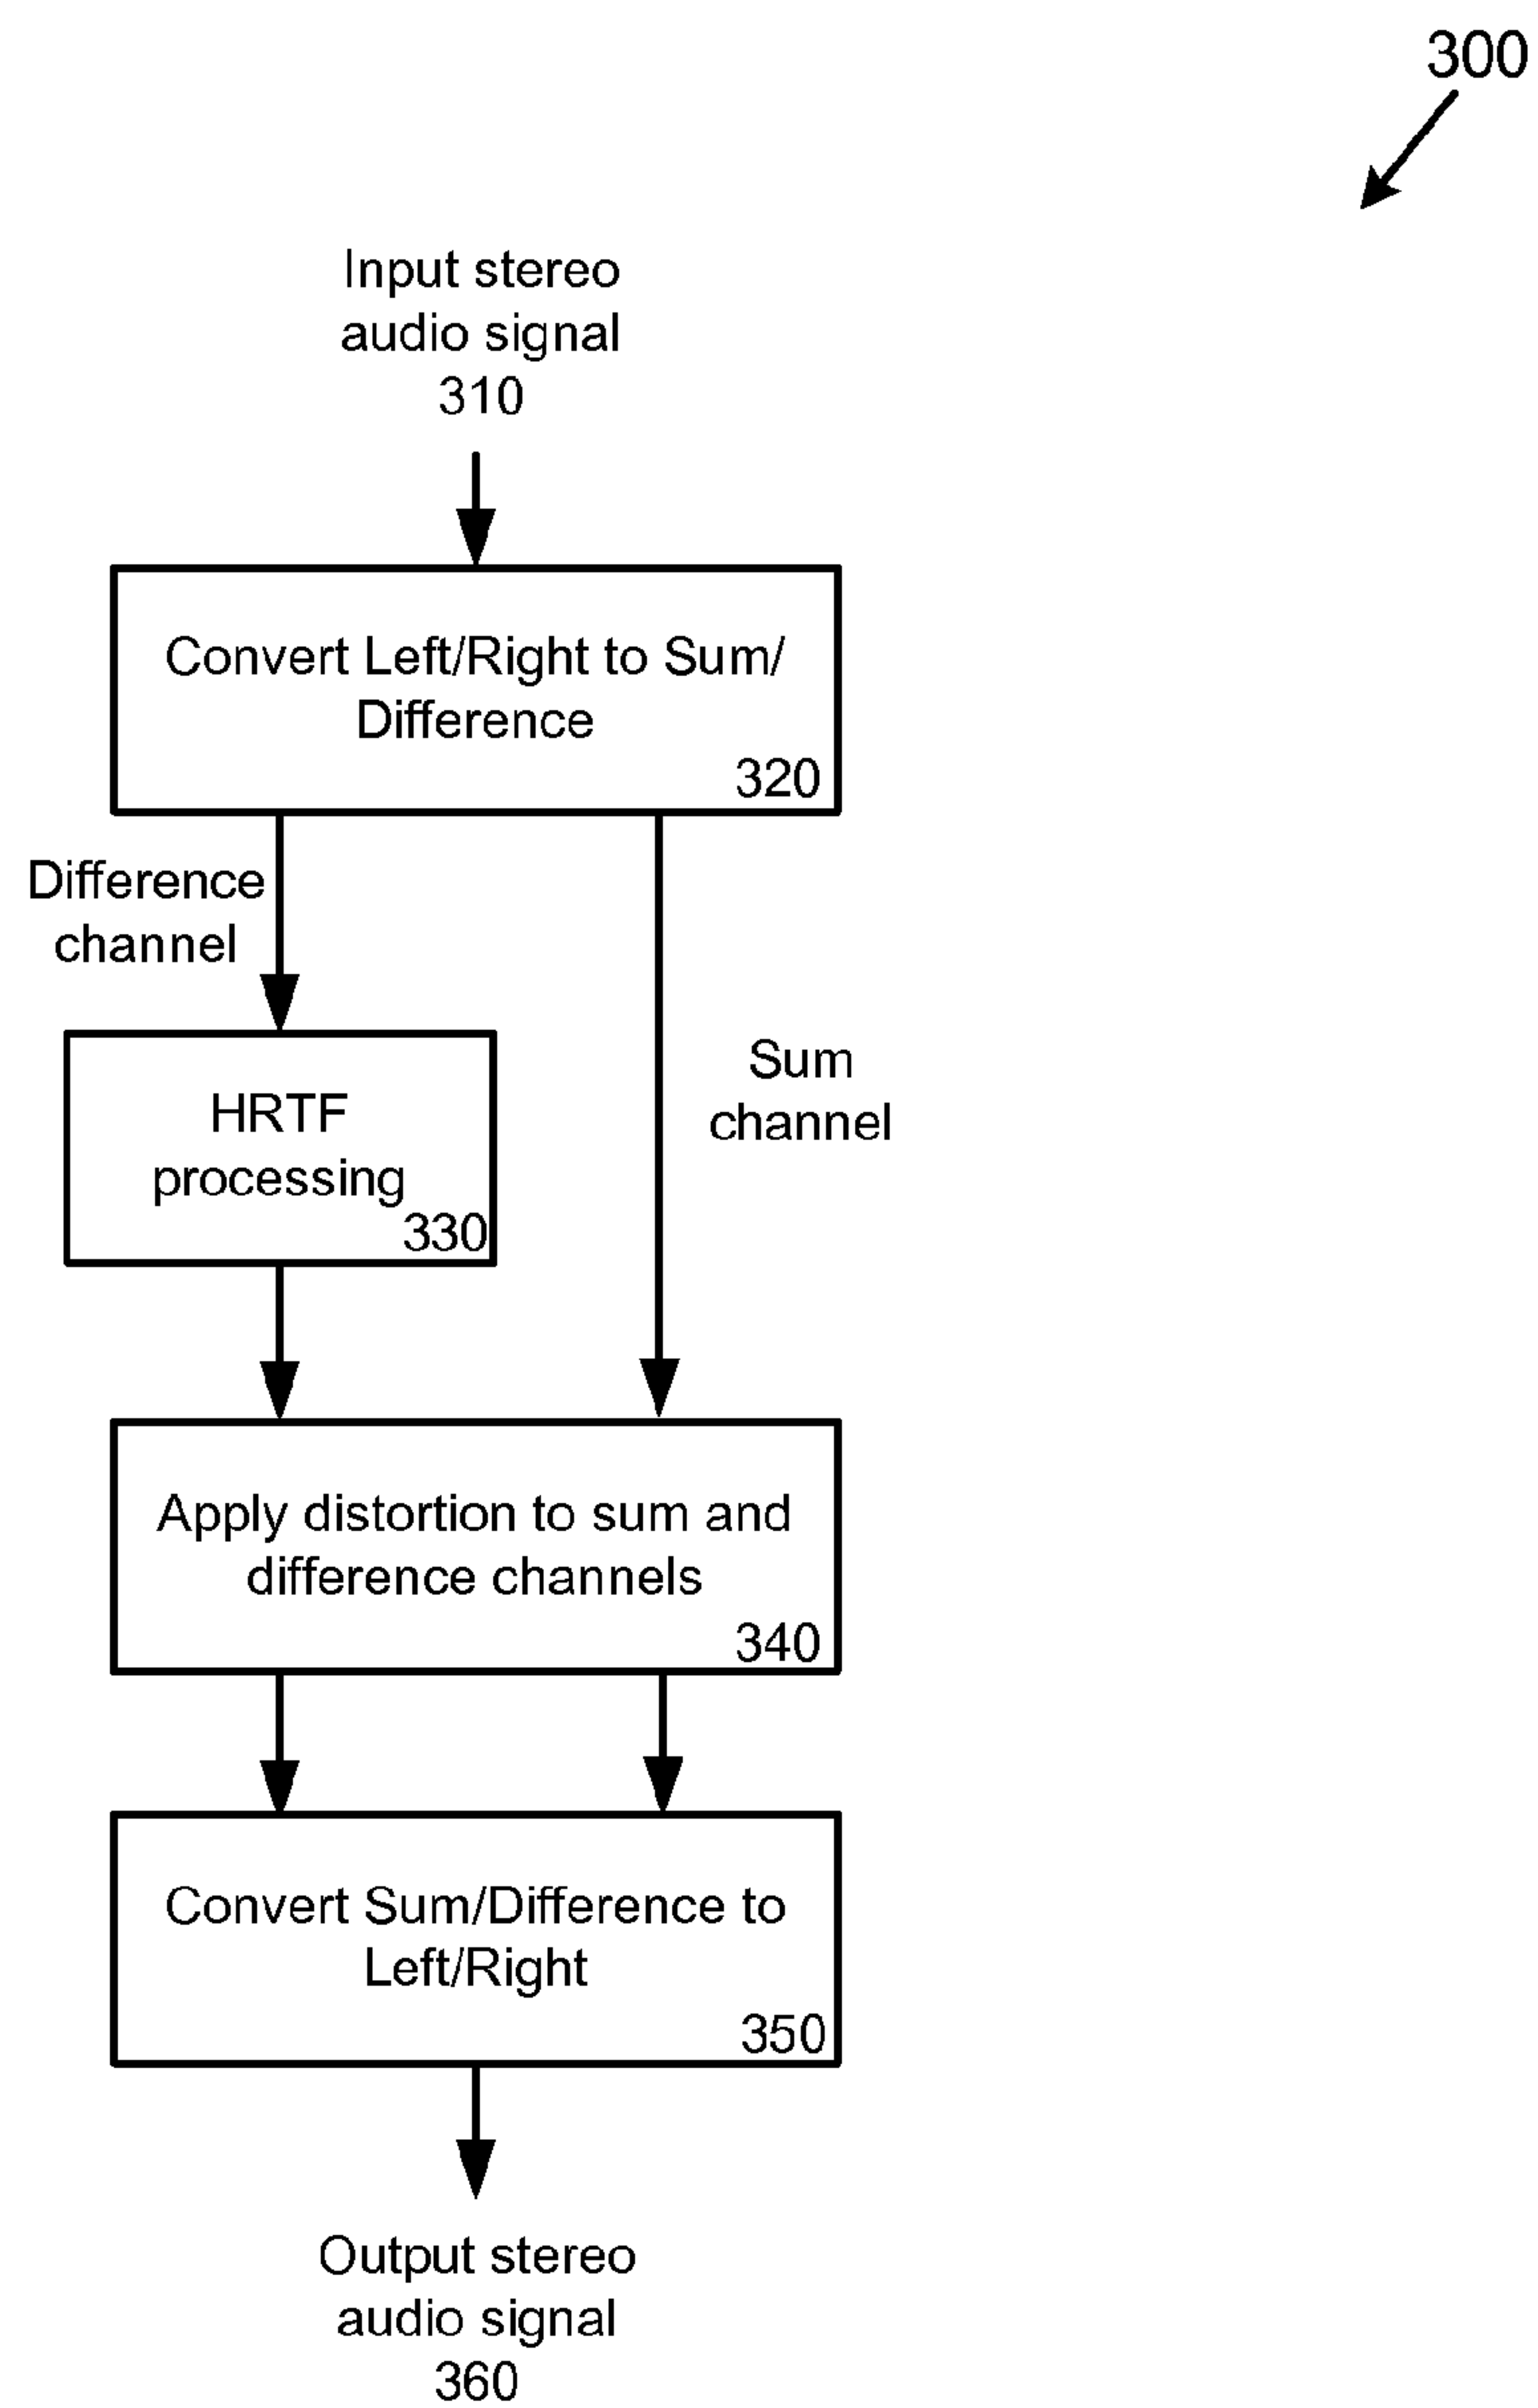 300
Input stereo
audio signal
310
Convert Left/Right to Sum/
Difference
320
Difference
channel
Sum
channel
HRTF
processing
330
Apply distortion to sum and
difference channels
340
Convert Sum/Difference to
Left/Right
350
Output stereo
audio signal
360